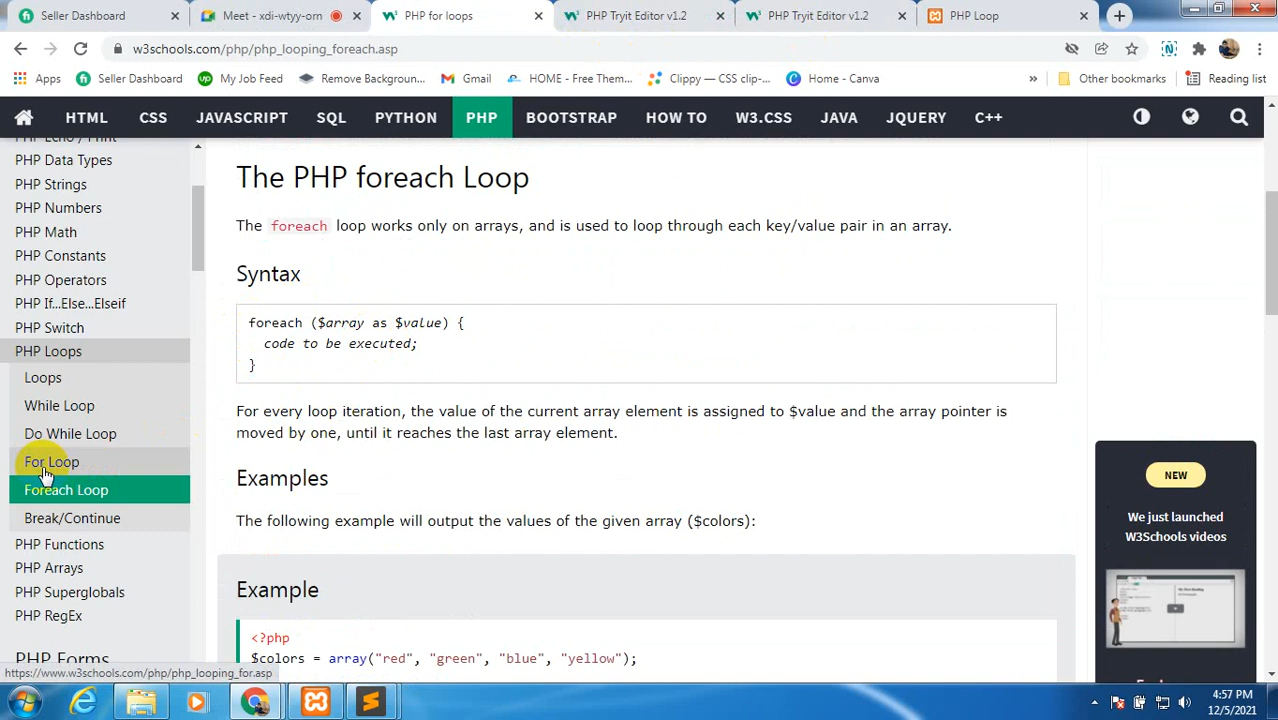 Seller Dashboard
Meet - xdi-wtyy-orn
PHP for loops
PHP Tryit Editor v1.2
PHP Tryit Editor v1.2
PHP Loop
w3schools.com/php/php_looping_foreach.asp
Apps
Seller Dashboard
My Job Feed
Remove Backgroun...
Gmail
HOME - Free Them...
Clippy — CSS clip-...
Home - Canva
Other bookmarks
Reading list
HTML
CSS
JAVASCRIPT
SQL
PYTHON
PHP
BOOTSTRAP
HOW TO
W3.CSS
JAVA
JQUERY
C++
PHP Echo / Print
PHP Data Types
PHP Strings
PHP Numbers
PHP Math
PHP Constants
PHP Operators
PHP If...Else...Elseif
PHP Switch
PHP Loops
Loops
While Loop
Do While Loop
For Loop
Foreach Loop
Break/Continue
PHP Functions
PHP Arrays
PHP Superglobals
PHP RegEx
PHP Forms
The PHP foreach Loop
The foreach loop works only on arrays, and is used to loop through each key/value pair in an array.
Syntax
foreach ($array as $value) {
code to be executed;
}
For every loop iteration, the value of the current array element is assigned to $value and the array pointer is
moved by one, until it reaches the last array element.
Examples
The following example will output the values of the given array ($colors):
Example
<?php
$colors = array("red", "green", "blue", "yellow");
NEW
We just launched
W3Schools videos
https://www.w3schools.com/php/php_looping_for.asp
4:57 PM
12/5/2021